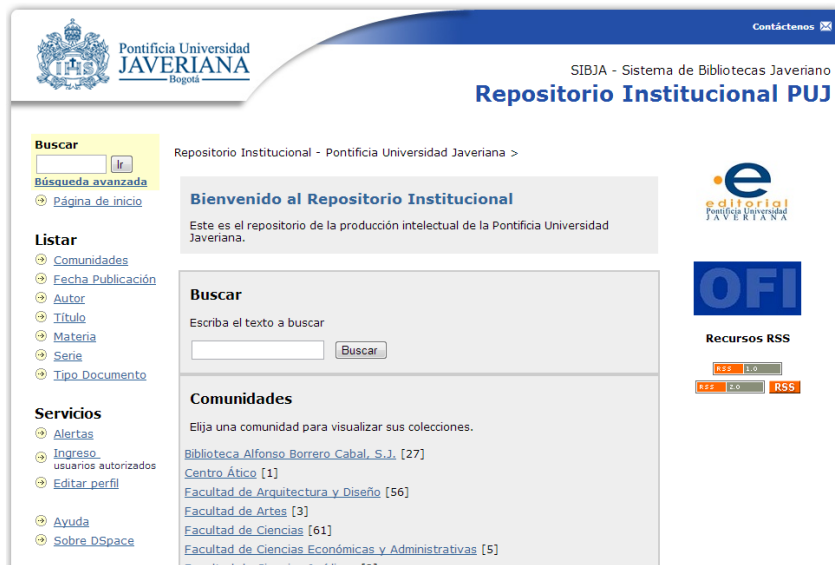 Contáctenos
Pontificia Universidad
JAVERIANA
Bogotá
SIBJA - Sistema de Bibliotecas Javeriano
Repositorio Institucional PUJ
Buscar
Ir
Búsqueda avanzada
Página de inicio
Listar
Comunidades
Fecha Publicación
Autor
Título
Materia
Serie
Tipo Documento
Servicios
Alertas
Ingreso
usuarios autorizados
Editar perfil
Ayuda
Sobre DSpace
Repositorio Institucional - Pontificia Universidad Javeriana >
Bienvenido al Repositorio Institucional
Este es el repositorio de la producción intelectual de la Pontificia Universidad
Javeriana.
Buscar
Escriba el texto a buscar
Buscar
Comunidades
Elija una comunidad para visualizar sus colecciones.
Biblioteca Alfonso Borrero Cabal, S.J. [27]
Centro Ático [1]
Facultad de Arquitectura y Diseño [56]
Facultad de Artes [3]
Facultad de Ciencias [61]
Facultad de Ciencias Económicas y Administrativas [5]
e
editorial
Pontificia Universidad
JAVERIANA
OFI
Recursos RSS
RSS 1.0
RSS 2.0 RSS